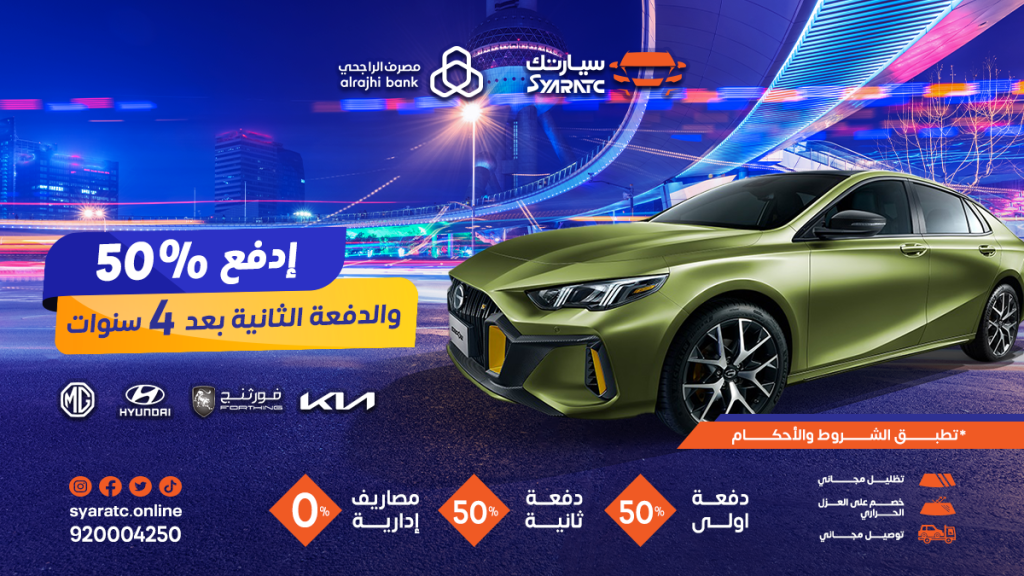 مصرف الراجحي
alrajhi bank
سيارتك
SYARATC
إدفع 50%
والدفعة الثانية بعد 4 سنوات
MG
HYUNDAI
فورثنج
FORTHING
KIA
*تطبق الشروط والأحكام
دفعة
اولى
50%
دفعة
ثانية
50%
مصاريف
إدارية
0%
تظليل مجاني
خصم على العزل
الحراري
توصيل مجاني
syaratc.online
920004250